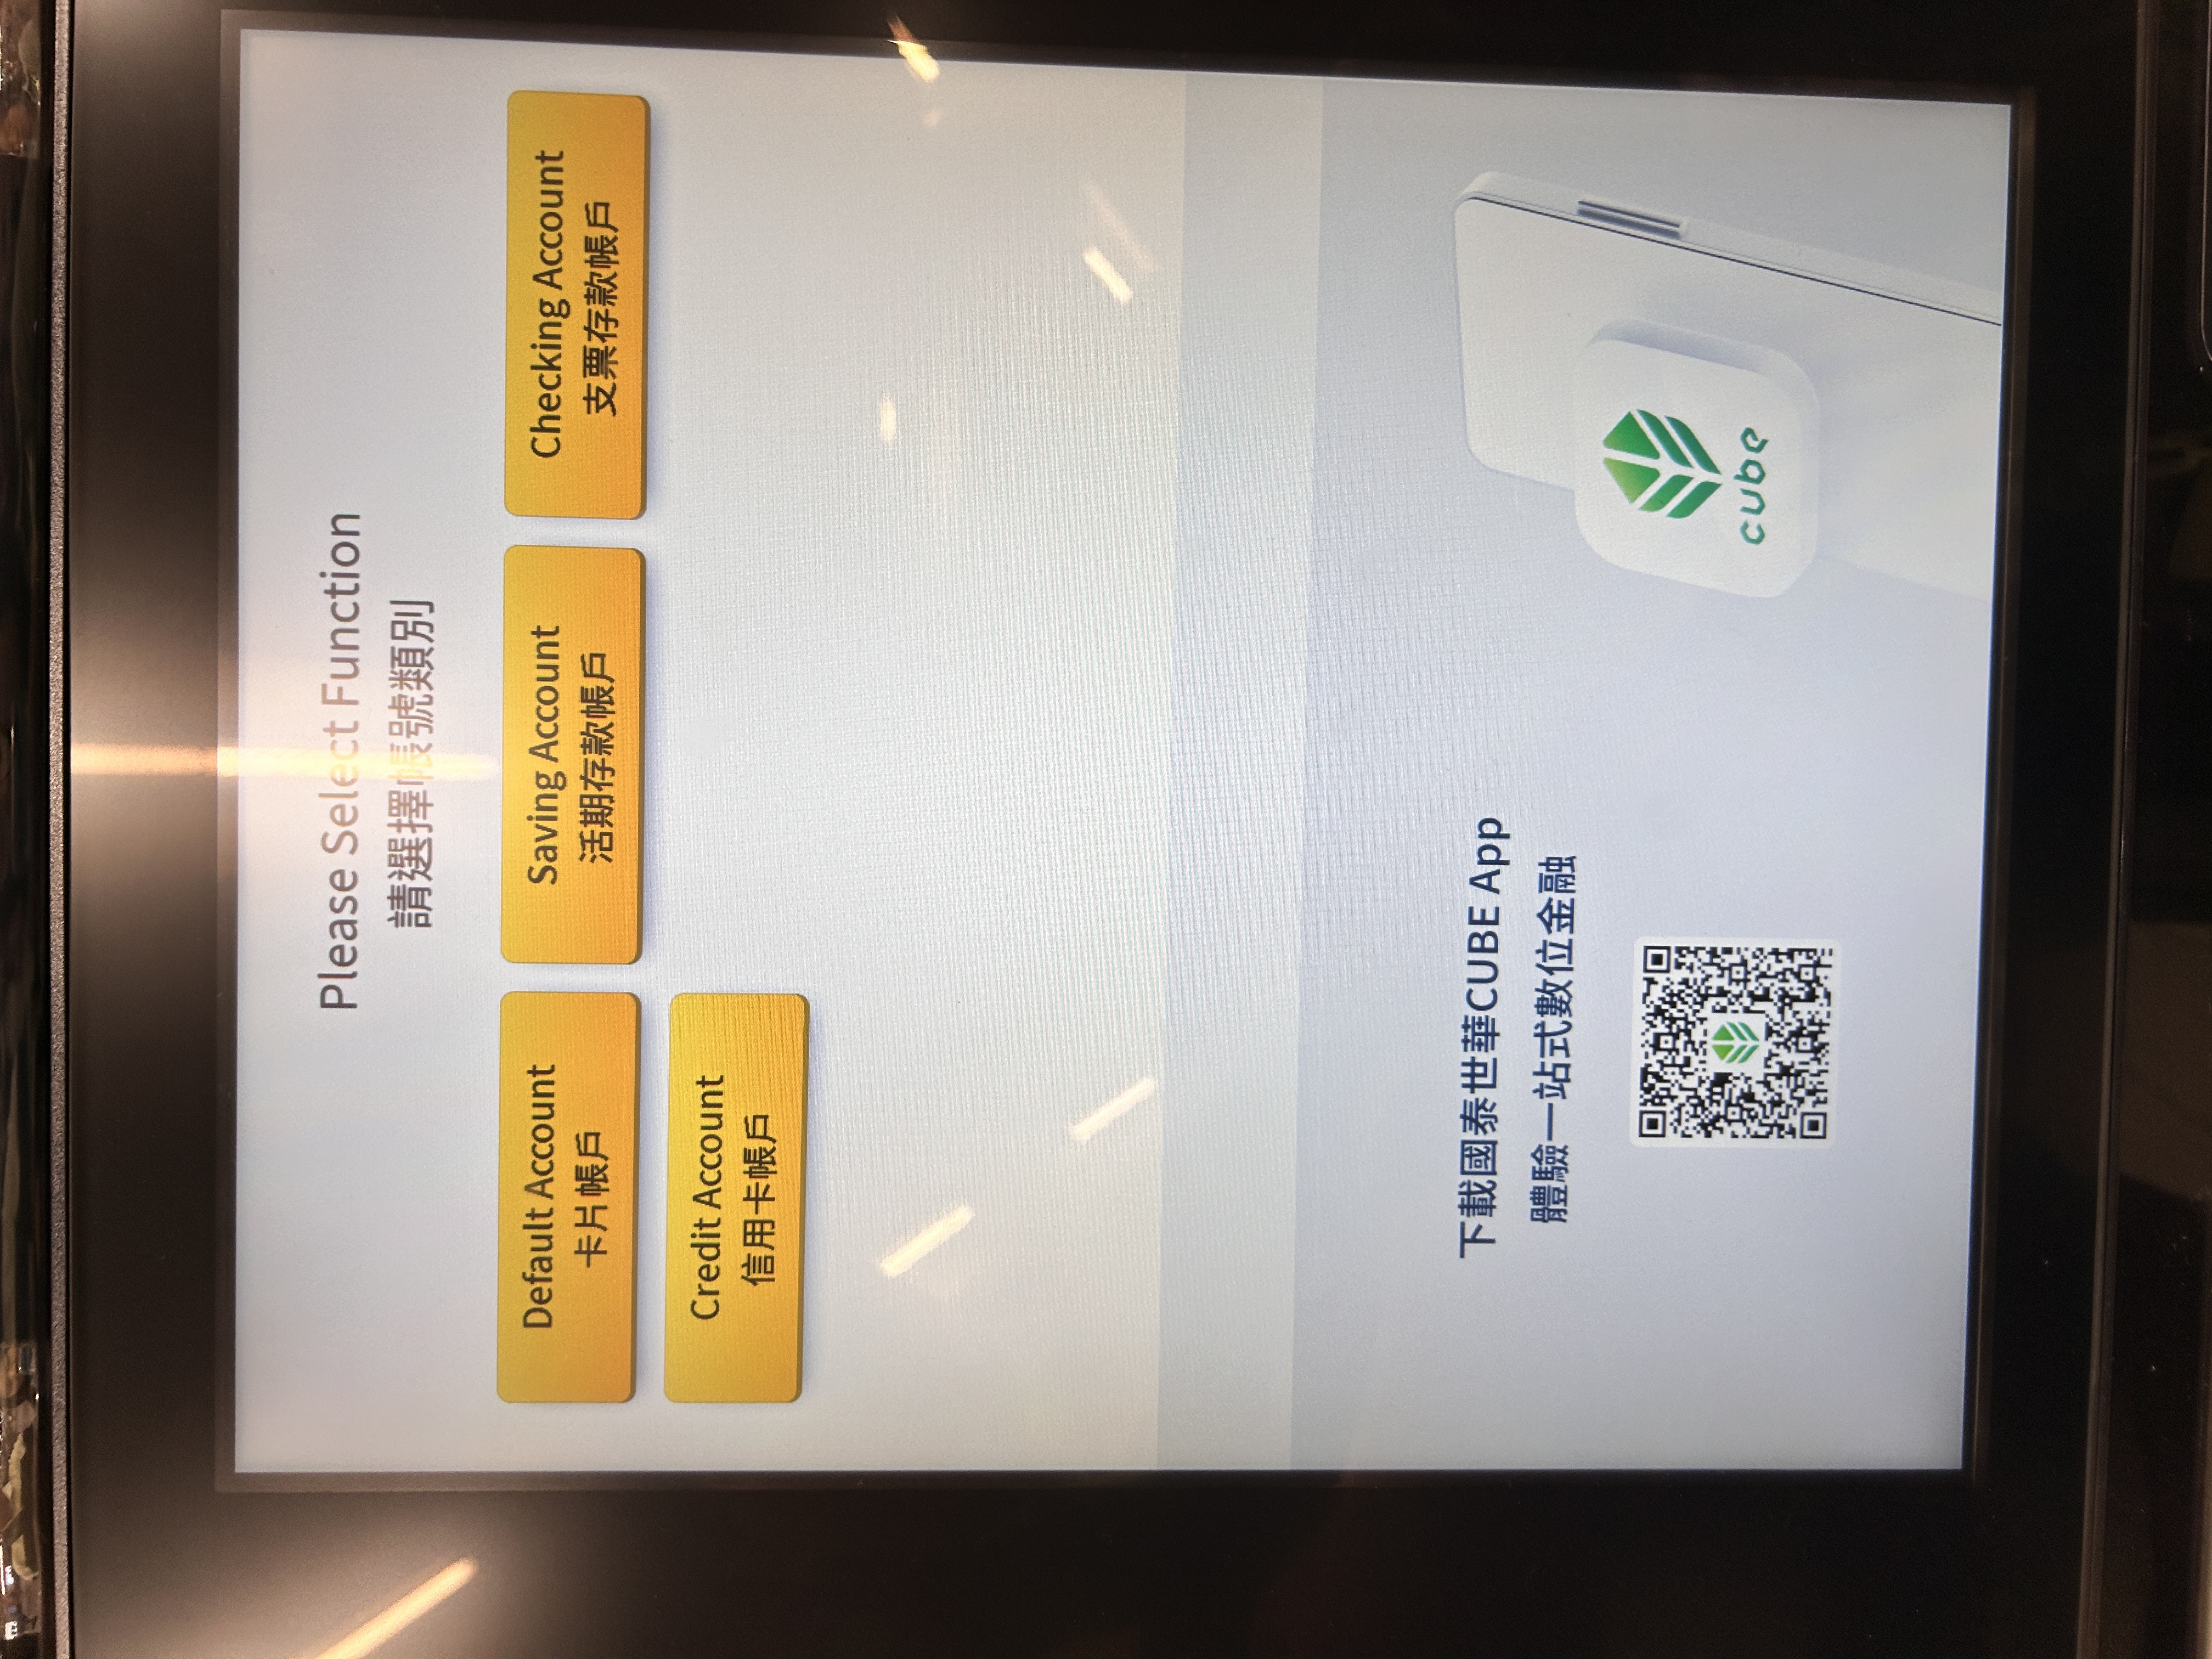 Please Select Function
請選擇帳號類別
Default Account
卡片帳戶
Saving Account
活期存款帳戶
Checking Account
支票存款帳戶
Credit Account
信用卡帳戶
下載國泰世華CUBE App
體驗一站式數位金融
cube